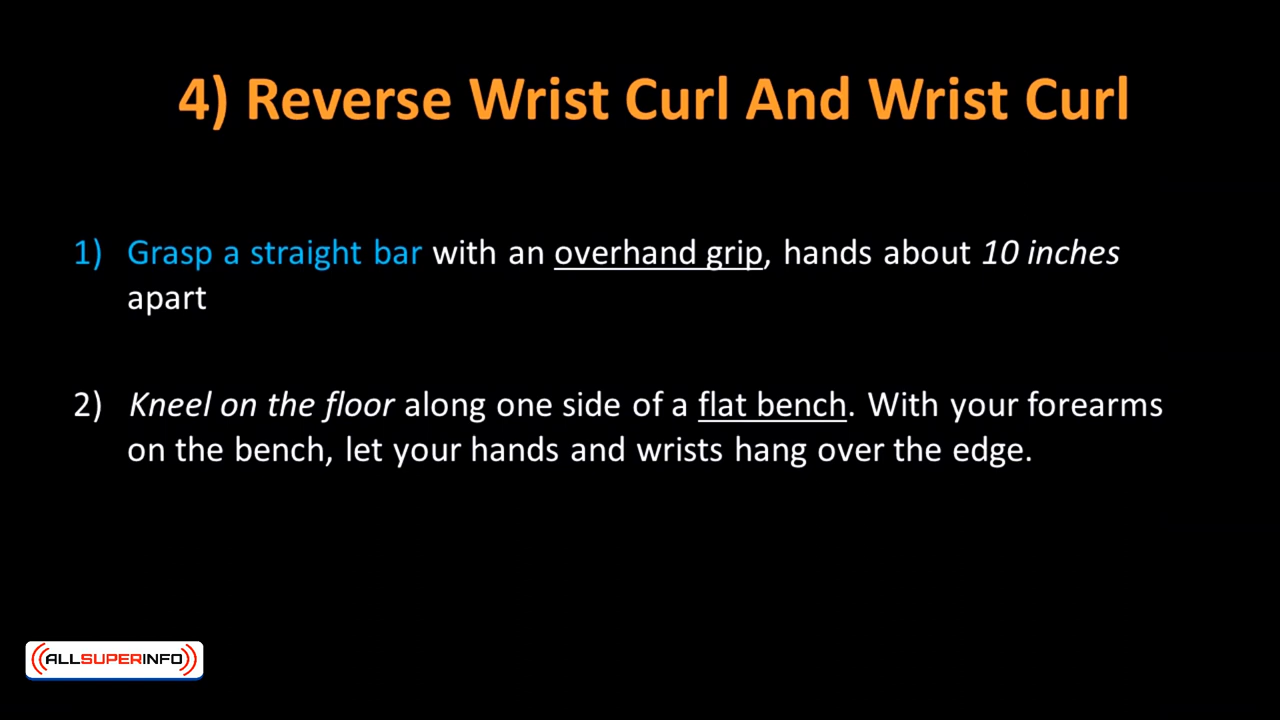 4) Reverse Wrist Curl And Wrist Curl
1) Grasp a straight bar with an overhand grip, hands about 10 inches
apart
2) Kneel on the floor along one side of a flat bench. With your forearms
on the bench, let your hands and wrists hang over the edge.
ALLSUPERINFO